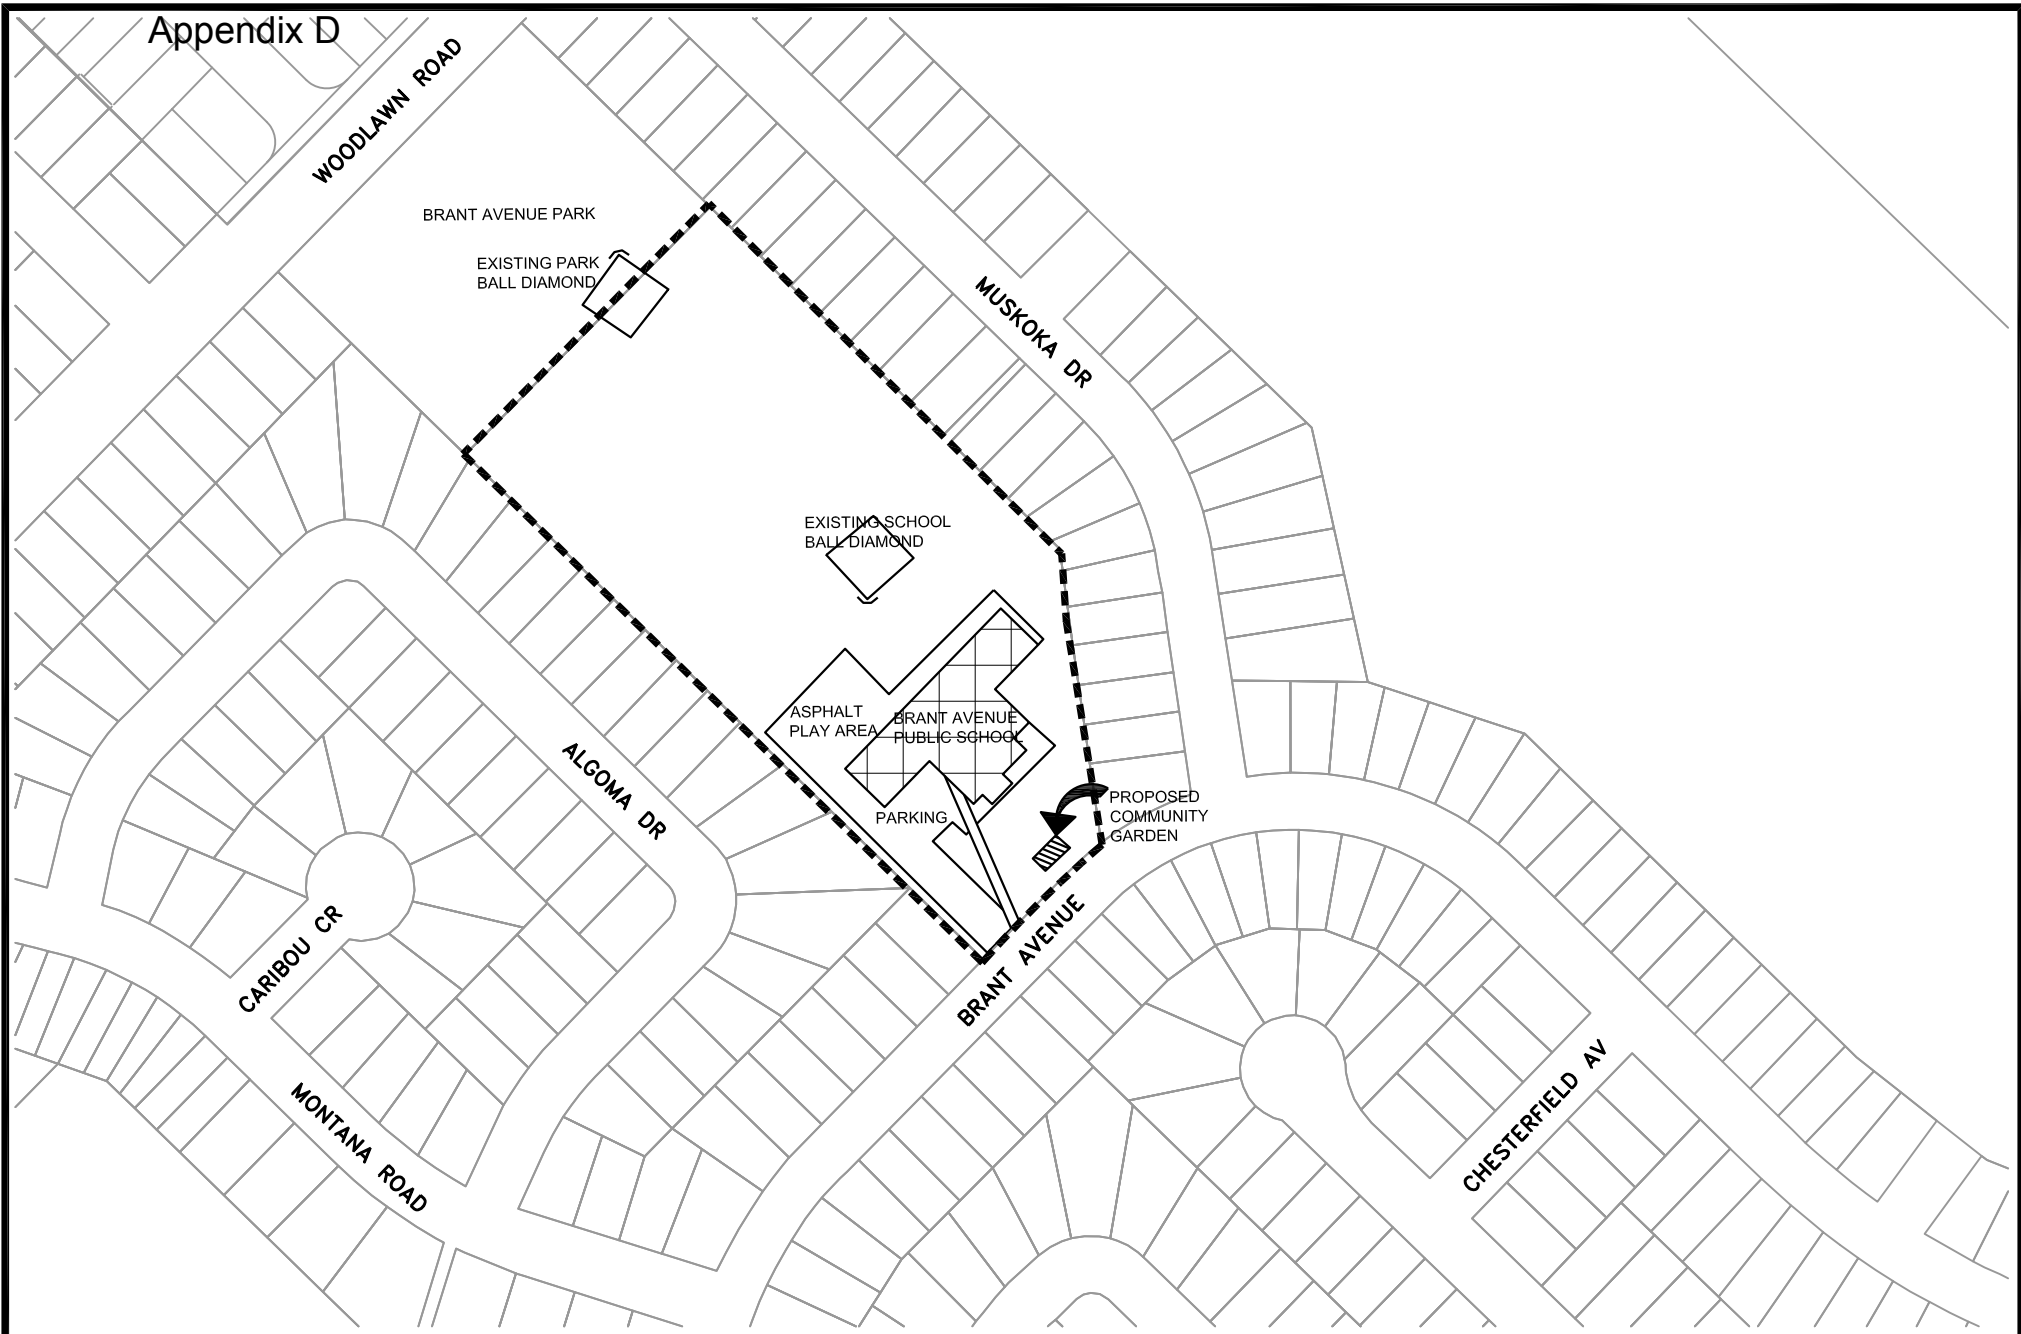 Appendix D
WOODLAWN ROAD
BRANT AVENUE PARK
EXISTING PARK
BALL DIAMOND
MUSKOKA DR
EXISTING SCHOOL
BALL DIAMOND
ASPHALT
PLAY AREA
BRANT AVENUE
PUBLIC SCHOOL
ALGOMA DR
PARKING
PROPOSED
COMMUNITY
GARDEN
CARIBOU CR
BRANT AVENUE
MONTANA ROAD
CHESTERFIELD AV